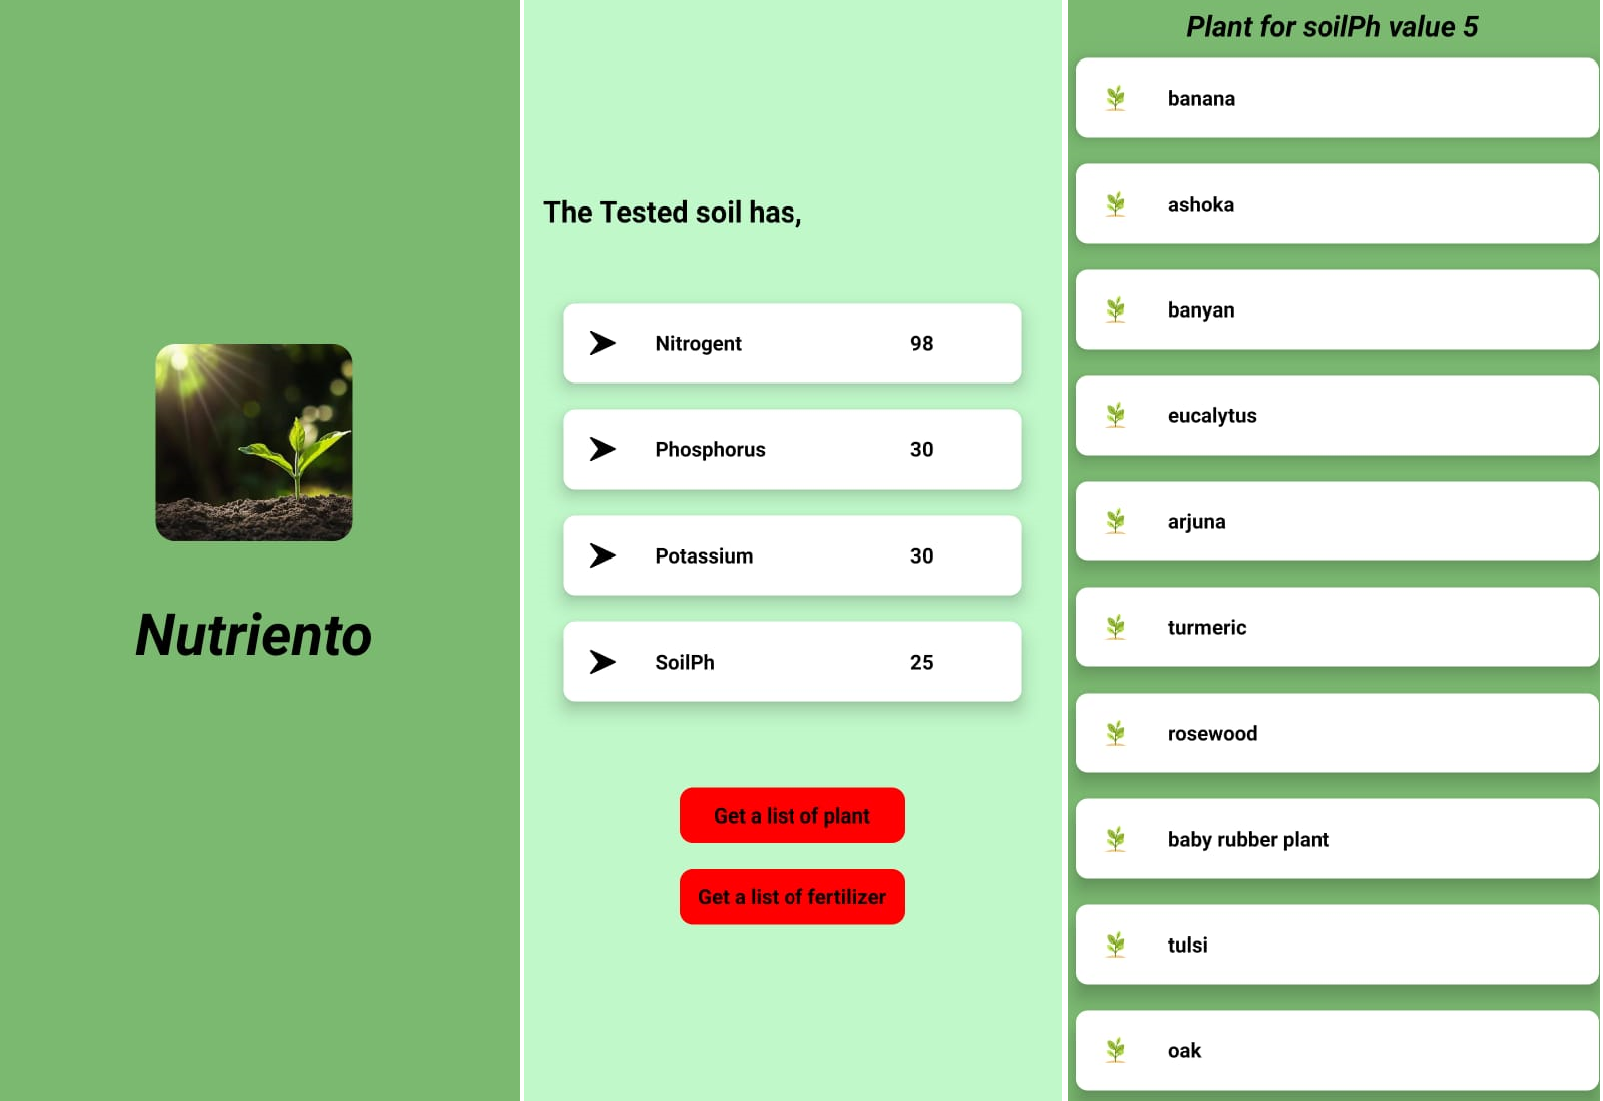 Nutriento
The Tested soil has,
Nitrogent 98
Phosphorus 30
Potassium 30
SoilPh 25
Get a list of plant
Get a list of fertilizer
Plant for soilPh value 5
banana
ashoka
banyan
eucalytus
arjuna
turmeric
rosewood
baby rubber plant
tulsi
oak